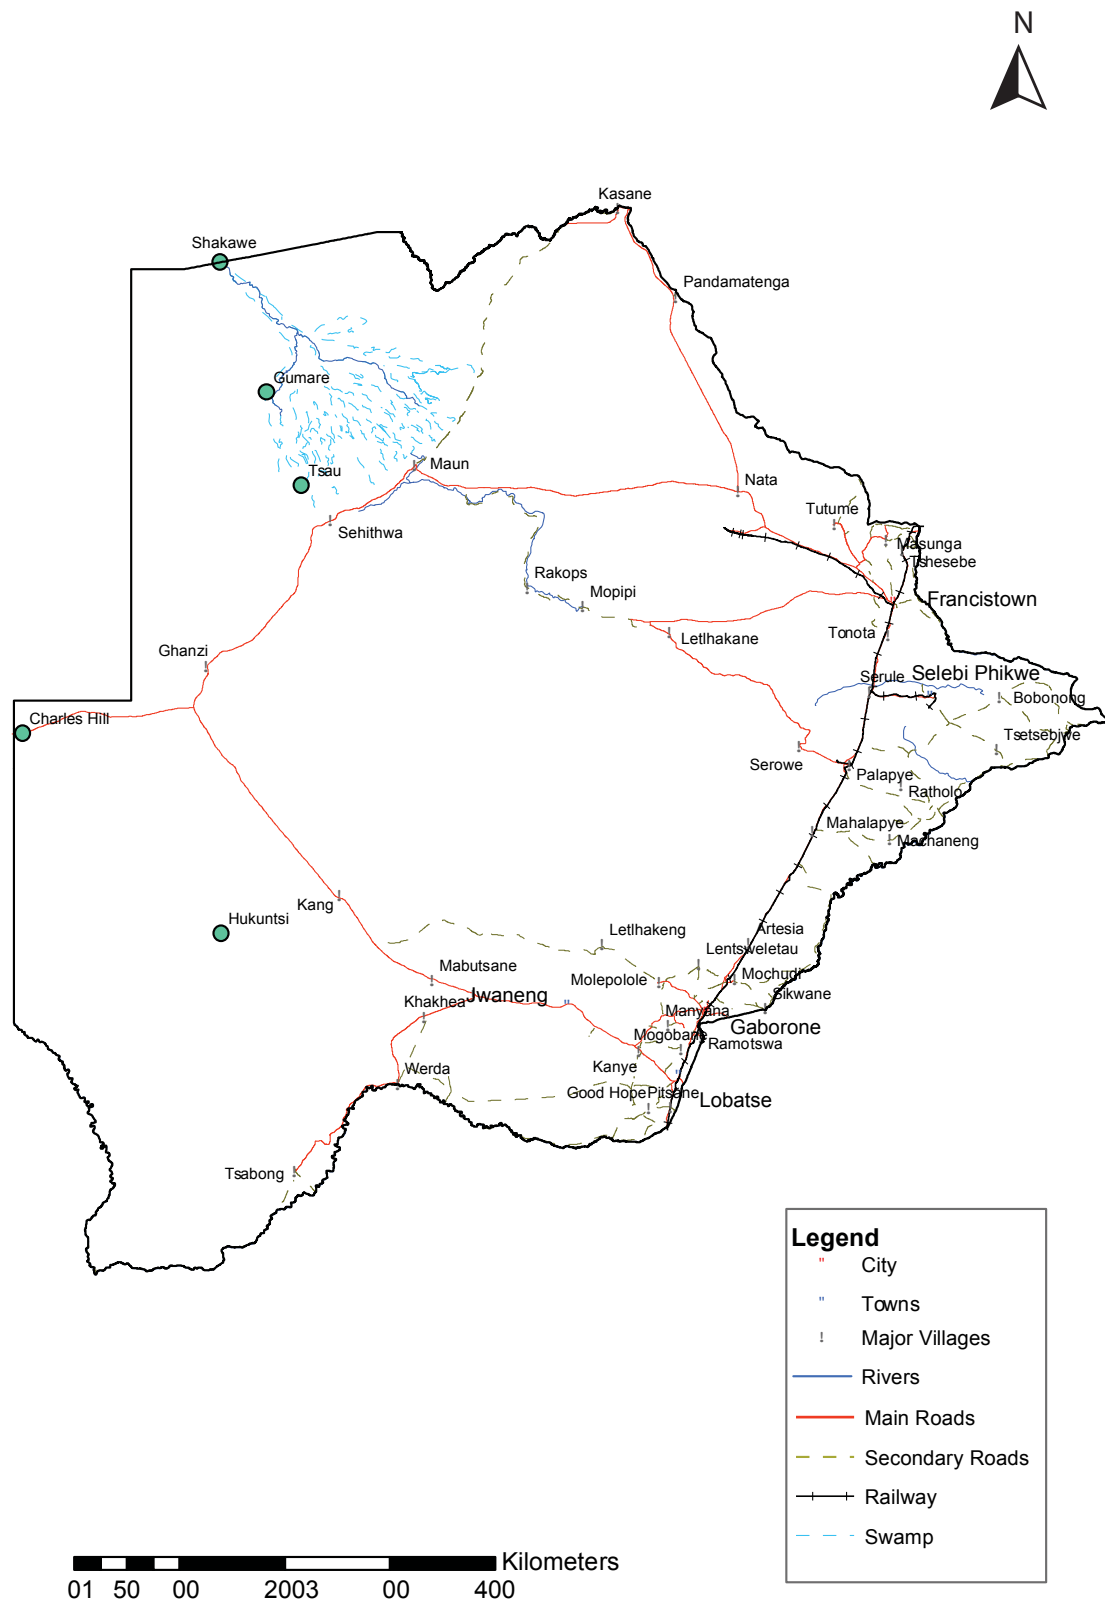 N
Kasane
Shakawe
Pandamatenga
Gumare
Maun
Tsau
Nata
Tutume
Sehithwa
Masunga
Tshesebe
Rakops
Mopipi
Francistown
Letlhakane
Tonota
Ghanzi
Serule
Selebi Phikwe
Bobonong
Charles Hill
Tsetsebjwe
Serowe
Palapye
Ratholo
Mahalapye
Machaneng
Kang
Hukuntsi
Letlhakeng
Artesia
Lentsweletau
Mabutsane
Molepolole
Mochudi
Jwaneng
Sikwane
Khakhea
Manyana
Gaborone
Mogobane
Ramotswa
Kanye
Werda
Good Hope
Pitsane
Lobatse
Tsabong
Legend
" City
" Towns
! Major Villages
Rivers
Main Roads
Secondary Roads
Railway
Swamp
Kilometers
01 50 00 2003 00 400